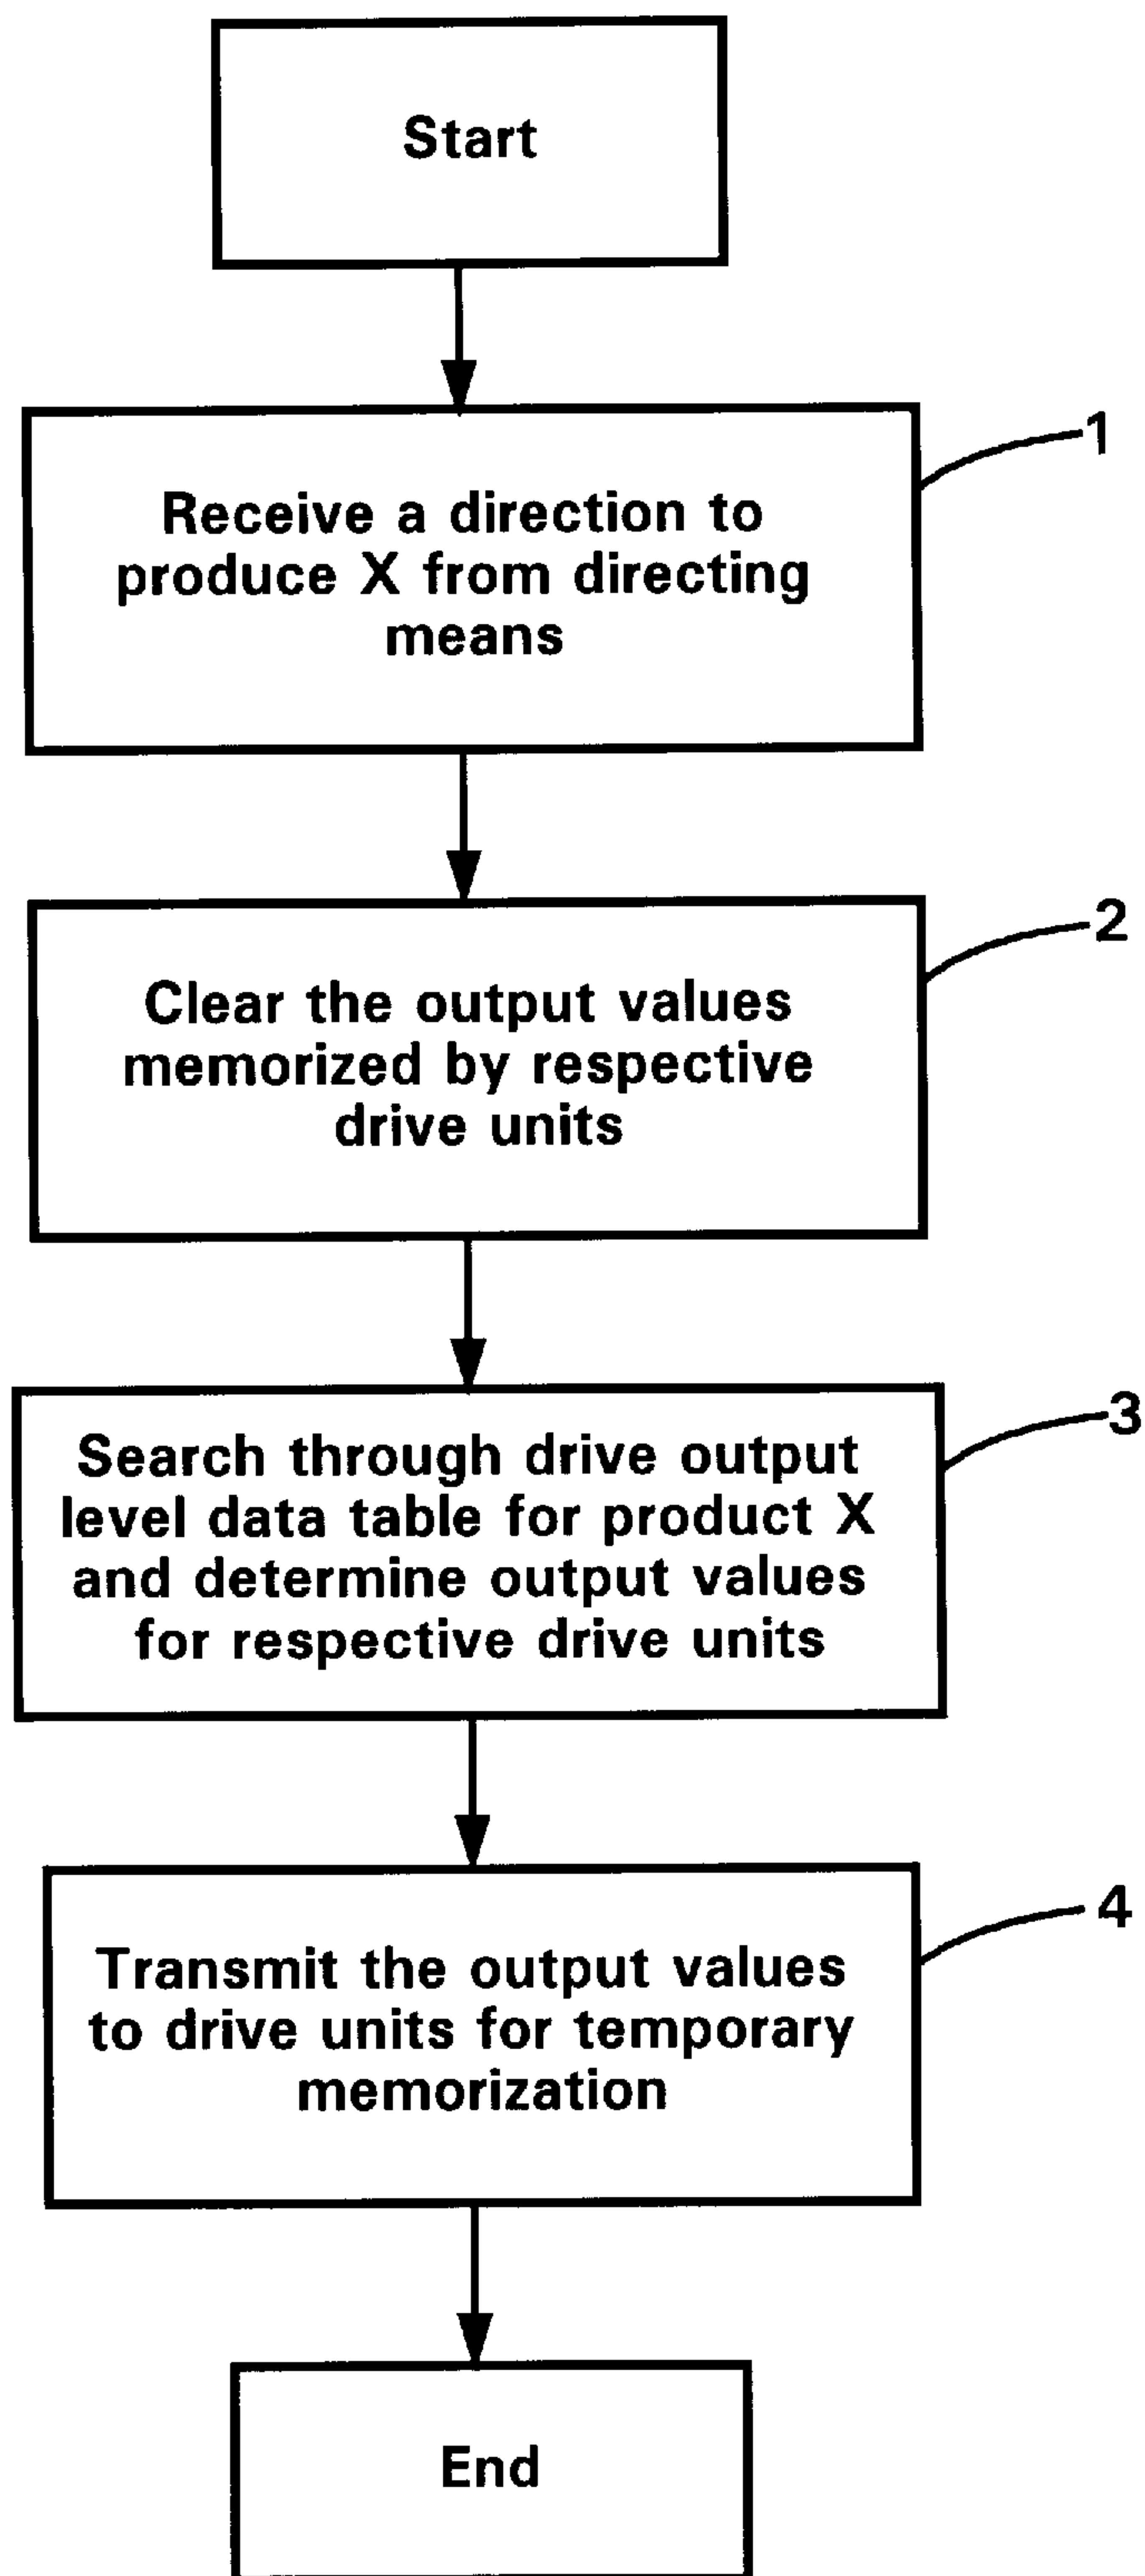 Start
1
Receive a direction to
produce X from directing
means
2
Clear the output values
memorized by respective
drive units
3
Search through drive output
level data table for product X
and determine output values
for respective drive units
4
Transmit the output values
to drive units for temporary
memorization
End